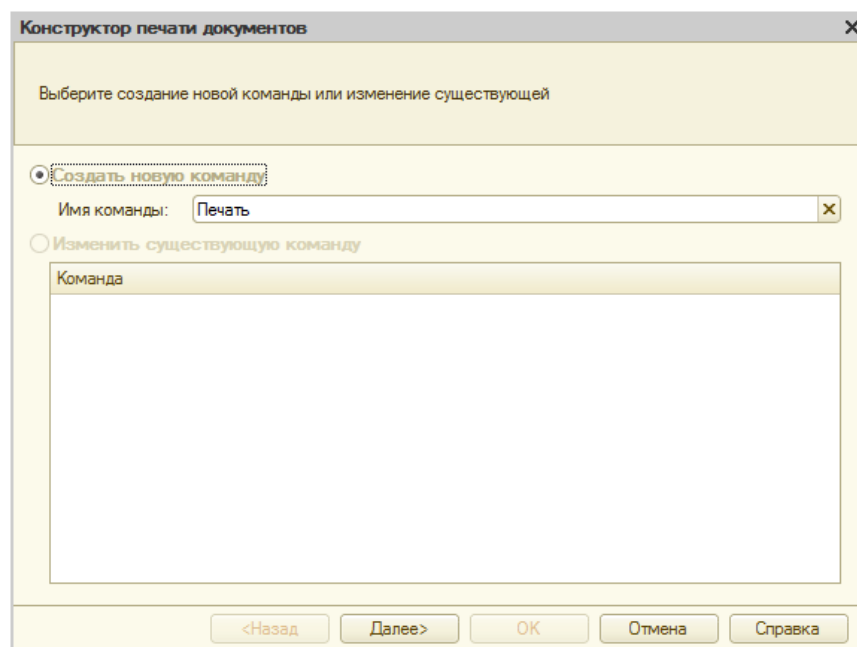 Конструктор печати документов
Выберите создание новой команды или изменение существующей
Создать новую команду
Имя команды: Печать
Изменить существующую команду
Команда
<Назад Далее> OK Отмена Справка